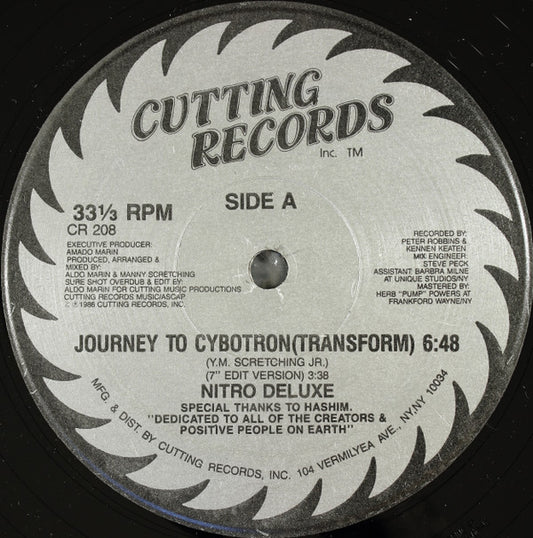 CUTTING
RECORDS
Inc. TM
33⅓ RPM
CR 208
SIDE A
EXECUTIVE PRODUCER:
AMADO MARIN
PRODUCED, ARRANGED &
MIXED BY:
ALDO MARIN & MANNY SCRETCHING
SURE SHOT OVERDUB & EDIT BY:
ALDO MARIN FOR CUTTING MUSIC PRODUCTIONS
CUTTING RECORDS MUSIC/ASCAP
© ℗ 1986 CUTTING RECORDS, INC.
RECORDED BY:
PETER ROBBINS &
KENNEN KEATEN
MIX ENGINEER:
STEVE PECK
ASSISTANT: BARBRA MILNE
AT UNIQUE STUDIOS/NY
MASTERED BY:
HERB "PUMP" POWERS AT
FRANKFORD WAYNE/NY
JOURNEY TO CYBOTRON(TRANSFORM) 6:48
(Y.M. SCRETCHING JR.)
(7" EDIT VERSION) 3:38
NITRO DELUXE
SPECIAL THANKS TO HASHIM.
"DEDICATED TO ALL OF THE CREATORS &
POSITIVE PEOPLE ON EARTH"
MFG. & DIST. BY CUTTING RECORDS, INC. 104 VERMILYEA AVE., NY,NY 10034